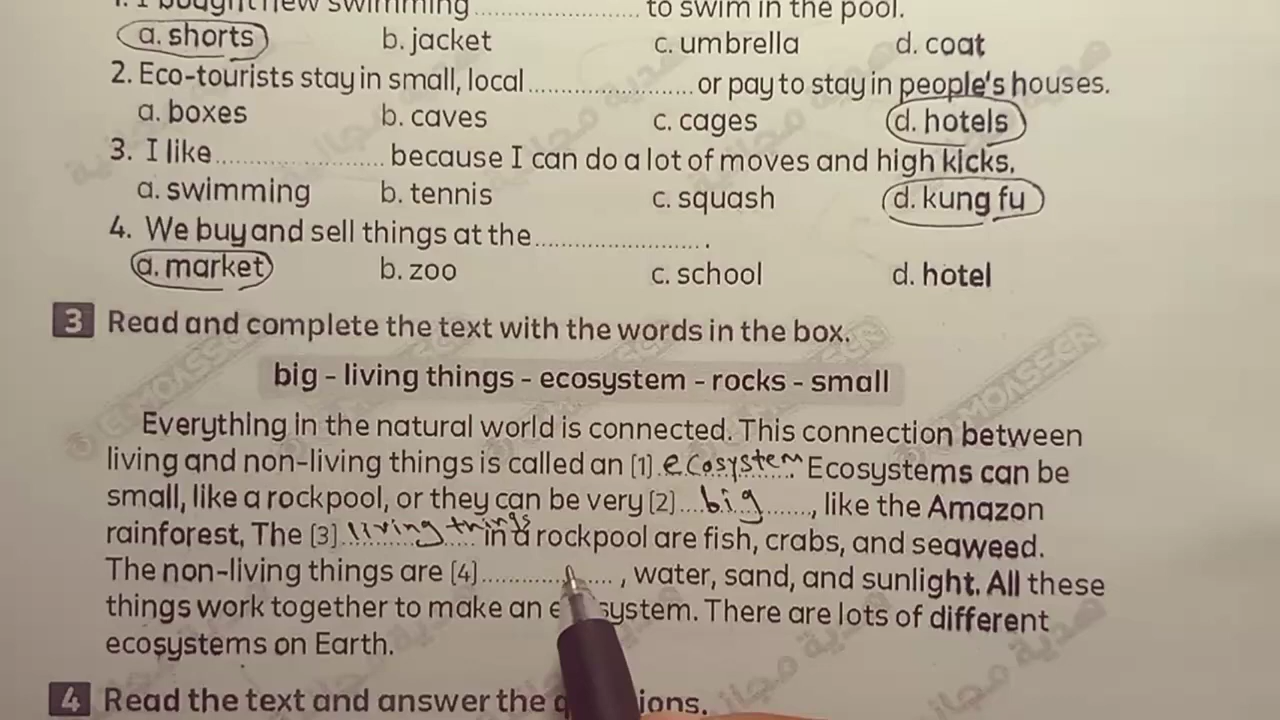 1. I bought new swimming ................ to swim in the pool.
a. shorts b. jacket c. umbrella d. coat
2. Eco-tourists stay in small, local ................ or pay to stay in people's houses.
a. boxes b. caves c. cages d. hotels
3. I like ................ because I can do a lot of moves and high kicks.
a. swimming b. tennis c. squash d. kung fu
4. We buy and sell things at the ................ .
a. market b. zoo c. school d. hotel
3 Read and complete the text with the words in the box.
big - living things - ecosystem - rocks - small
Everything in the natural world is connected. This connection between
living and non-living things is called an (1) ecosystem. Ecosystems can be
small, like a rockpool, or they can be very (2) ...big......., like the Amazon
rainforest. The (3) living things in a rockpool are fish, crabs, and seaweed.
The non-living things are (4) ................ , water, sand, and sunlight. All these
things work together to make an e system. There are lots of different
ecosystems on Earth.
4 Read the text and answer the q ions.